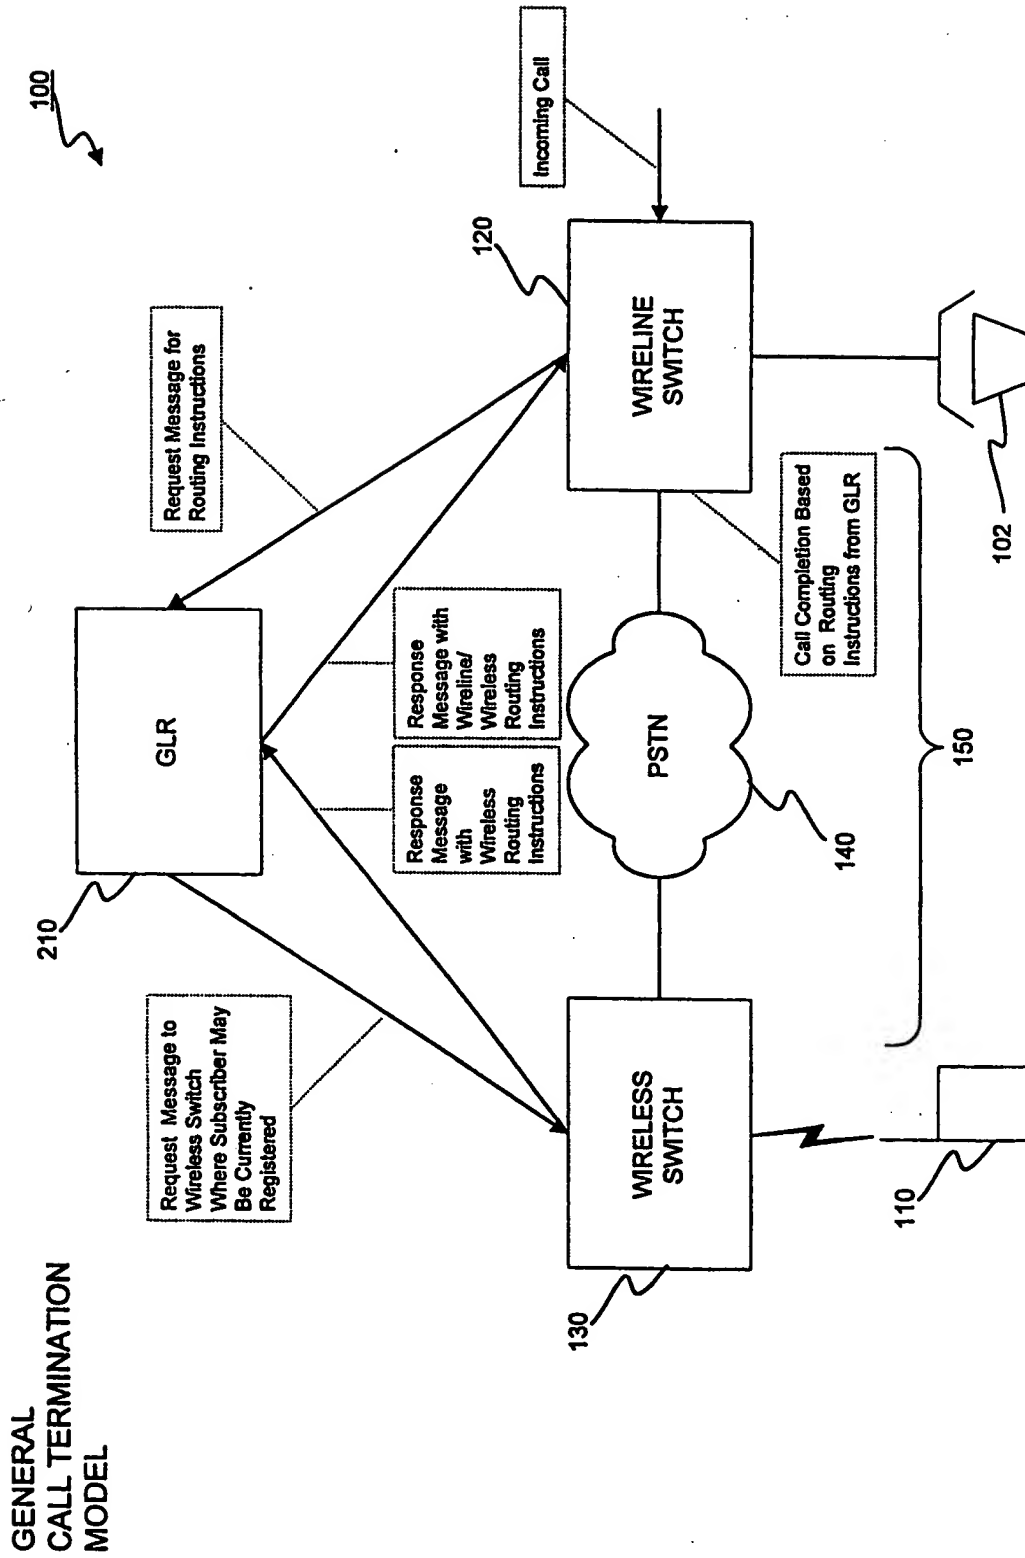 GENERAL
CALL TERMINATION
MODEL
100
Request Message to
Wireless Switch
Where Subscriber May
Be Currently
Registered
210
GLR
Request Message for
Routing Instructions
Response
Message
with
Wireless
Routing
Instructions
Response
Message with
Wireline/
Wireless
Routing
Instructions
120
Incoming Call
130
WIRELESS
SWITCH
PSTN
140
WIRELINE
SWITCH
Call Completion Based
on Routing
Instructions from GLR
150
110
102